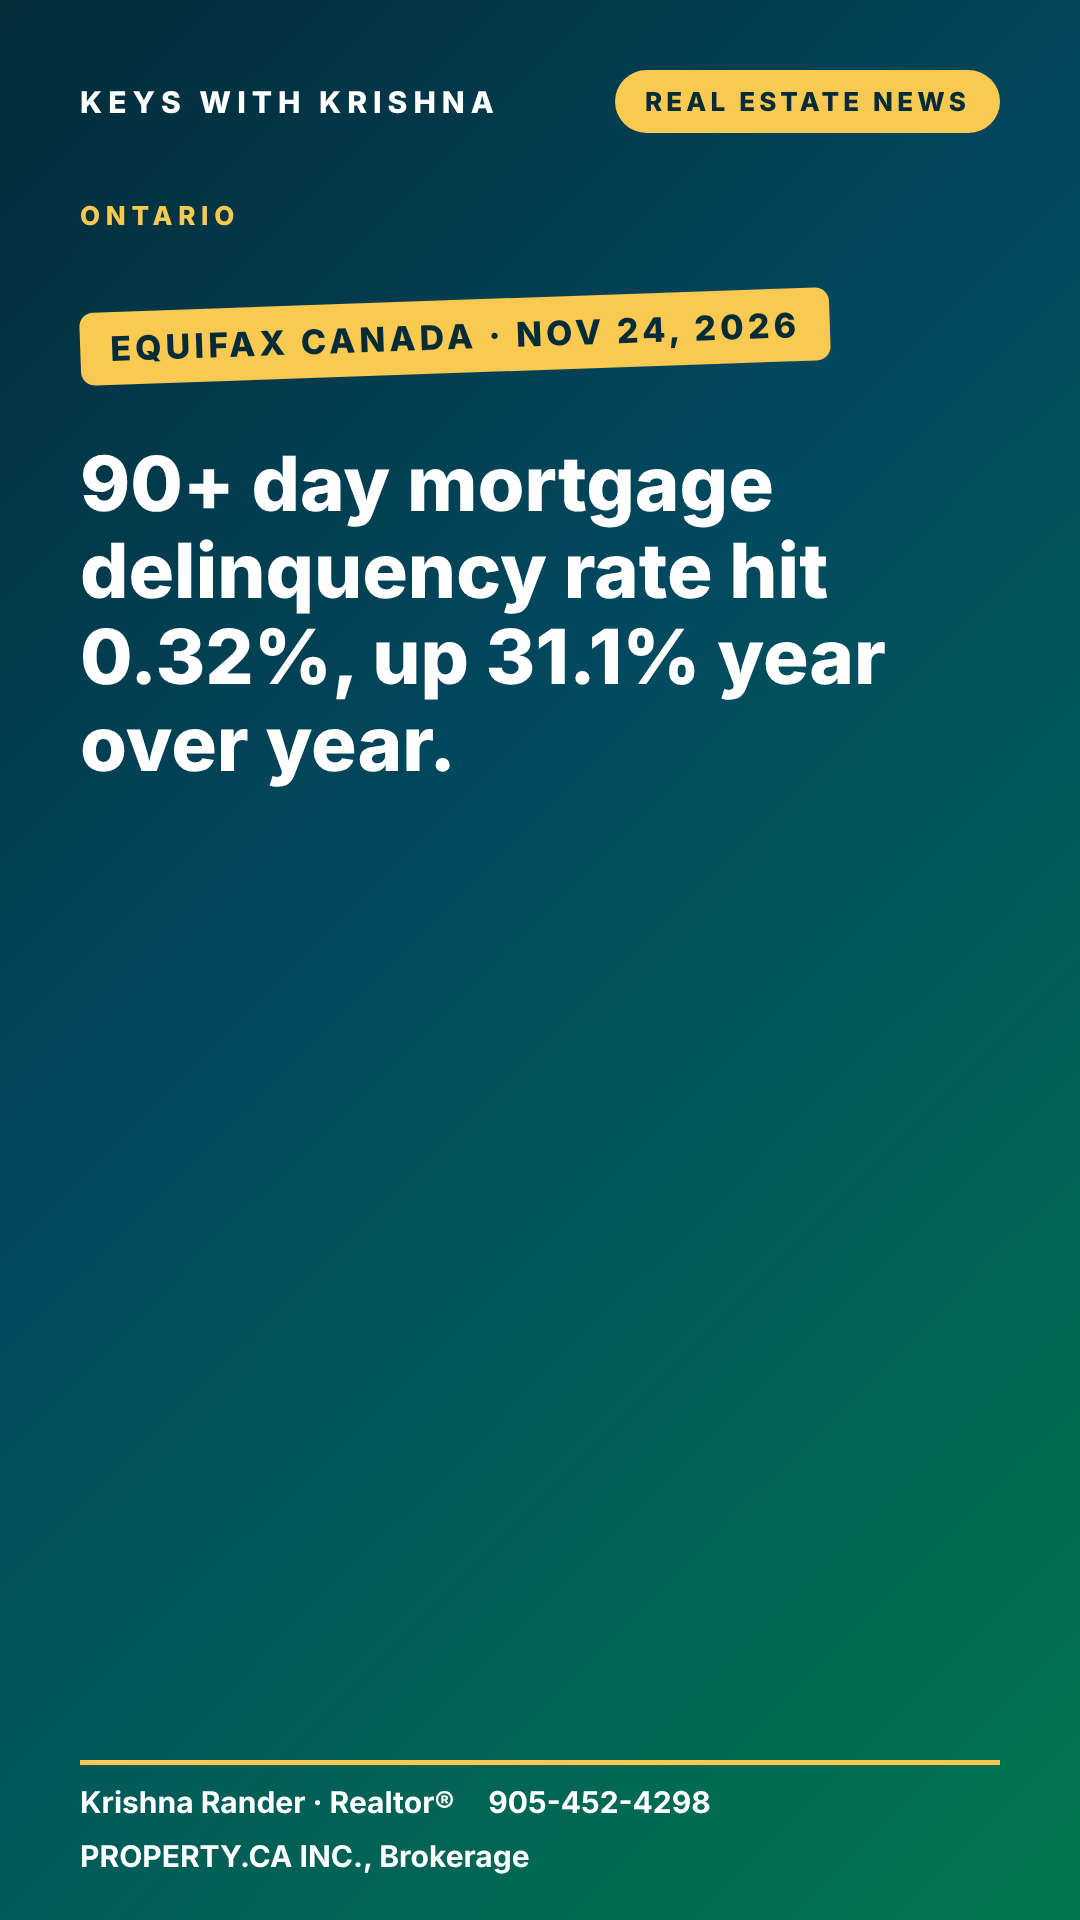 KEYS WITH KRISHNA
REAL ESTATE NEWS
ONTARIO
EQUIFAX CANADA · NOV 24, 2026
90+ day mortgage
delinquency rate hit
0.32%, up 31.1% year
over year.
Krishna Rander · Realtor® 905-452-4298
PROPERTY.CA INC., Brokerage